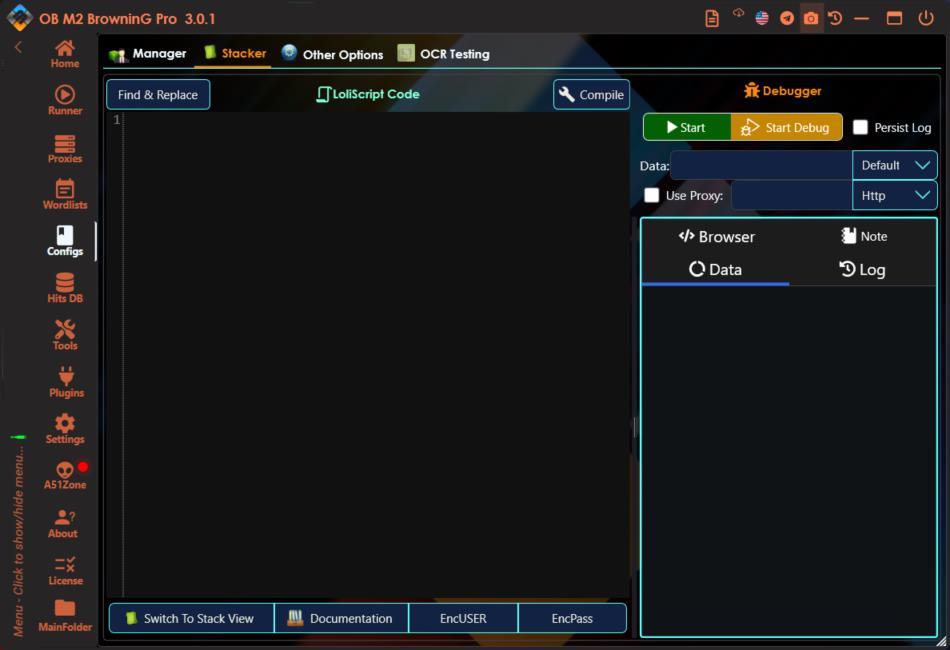 OB M2 BrowninG Pro 3.0.1
Home
Runner
Proxies
Wordlists
Configs
Hits DB
Tools
Plugins
Settings
A51Zone
About
License
MainFolder
Menu - Click to show/hide menu...
Manager
Stacker
Other Options
OCR Testing
Find & Replace
LoliScript Code
Compile
1
Debugger
Start
Start Debug
Persist Log
Data:
Default
Use Proxy:
Http
</> Browser
Note
Data
Log
Switch To Stack View
Documentation
EncUSER
EncPass